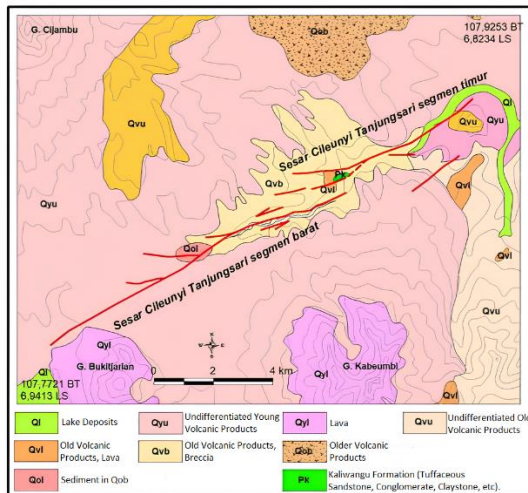 G. Cijambu
Qob
107,9253 BT
6,8234 LS
Sesar Cileunyi Tanjungsari segmen timur
Ql
Qvu
Qyu
Qvu
Qvb
Pk
Qvl
Qvl
Qyu
Qol
Qvl
Sesar Cileunyi Tanjungsari segmen barat
Qvu
Qyl
G. Bukitjarian
Ql
107,7721 BT
6,9413 LS
0 2 4 km
Qyl
G. Kabeumbi
Qvl
Ql Lake Deposits
Qyu Undifferentiated Young Volcanic Products
Qyl Lava
Qvu Undifferentiated Old Volcanic Products
Qvl Old Volcanic Products, Lava
Qvb Old Volcanic Products, Breccia
Qob Older Volcanic Products
Qol Sediment in Qob
Pk Kaliwangu Formation (Tuffaceous Sandstone, Conglomerate, Claystone, etc).